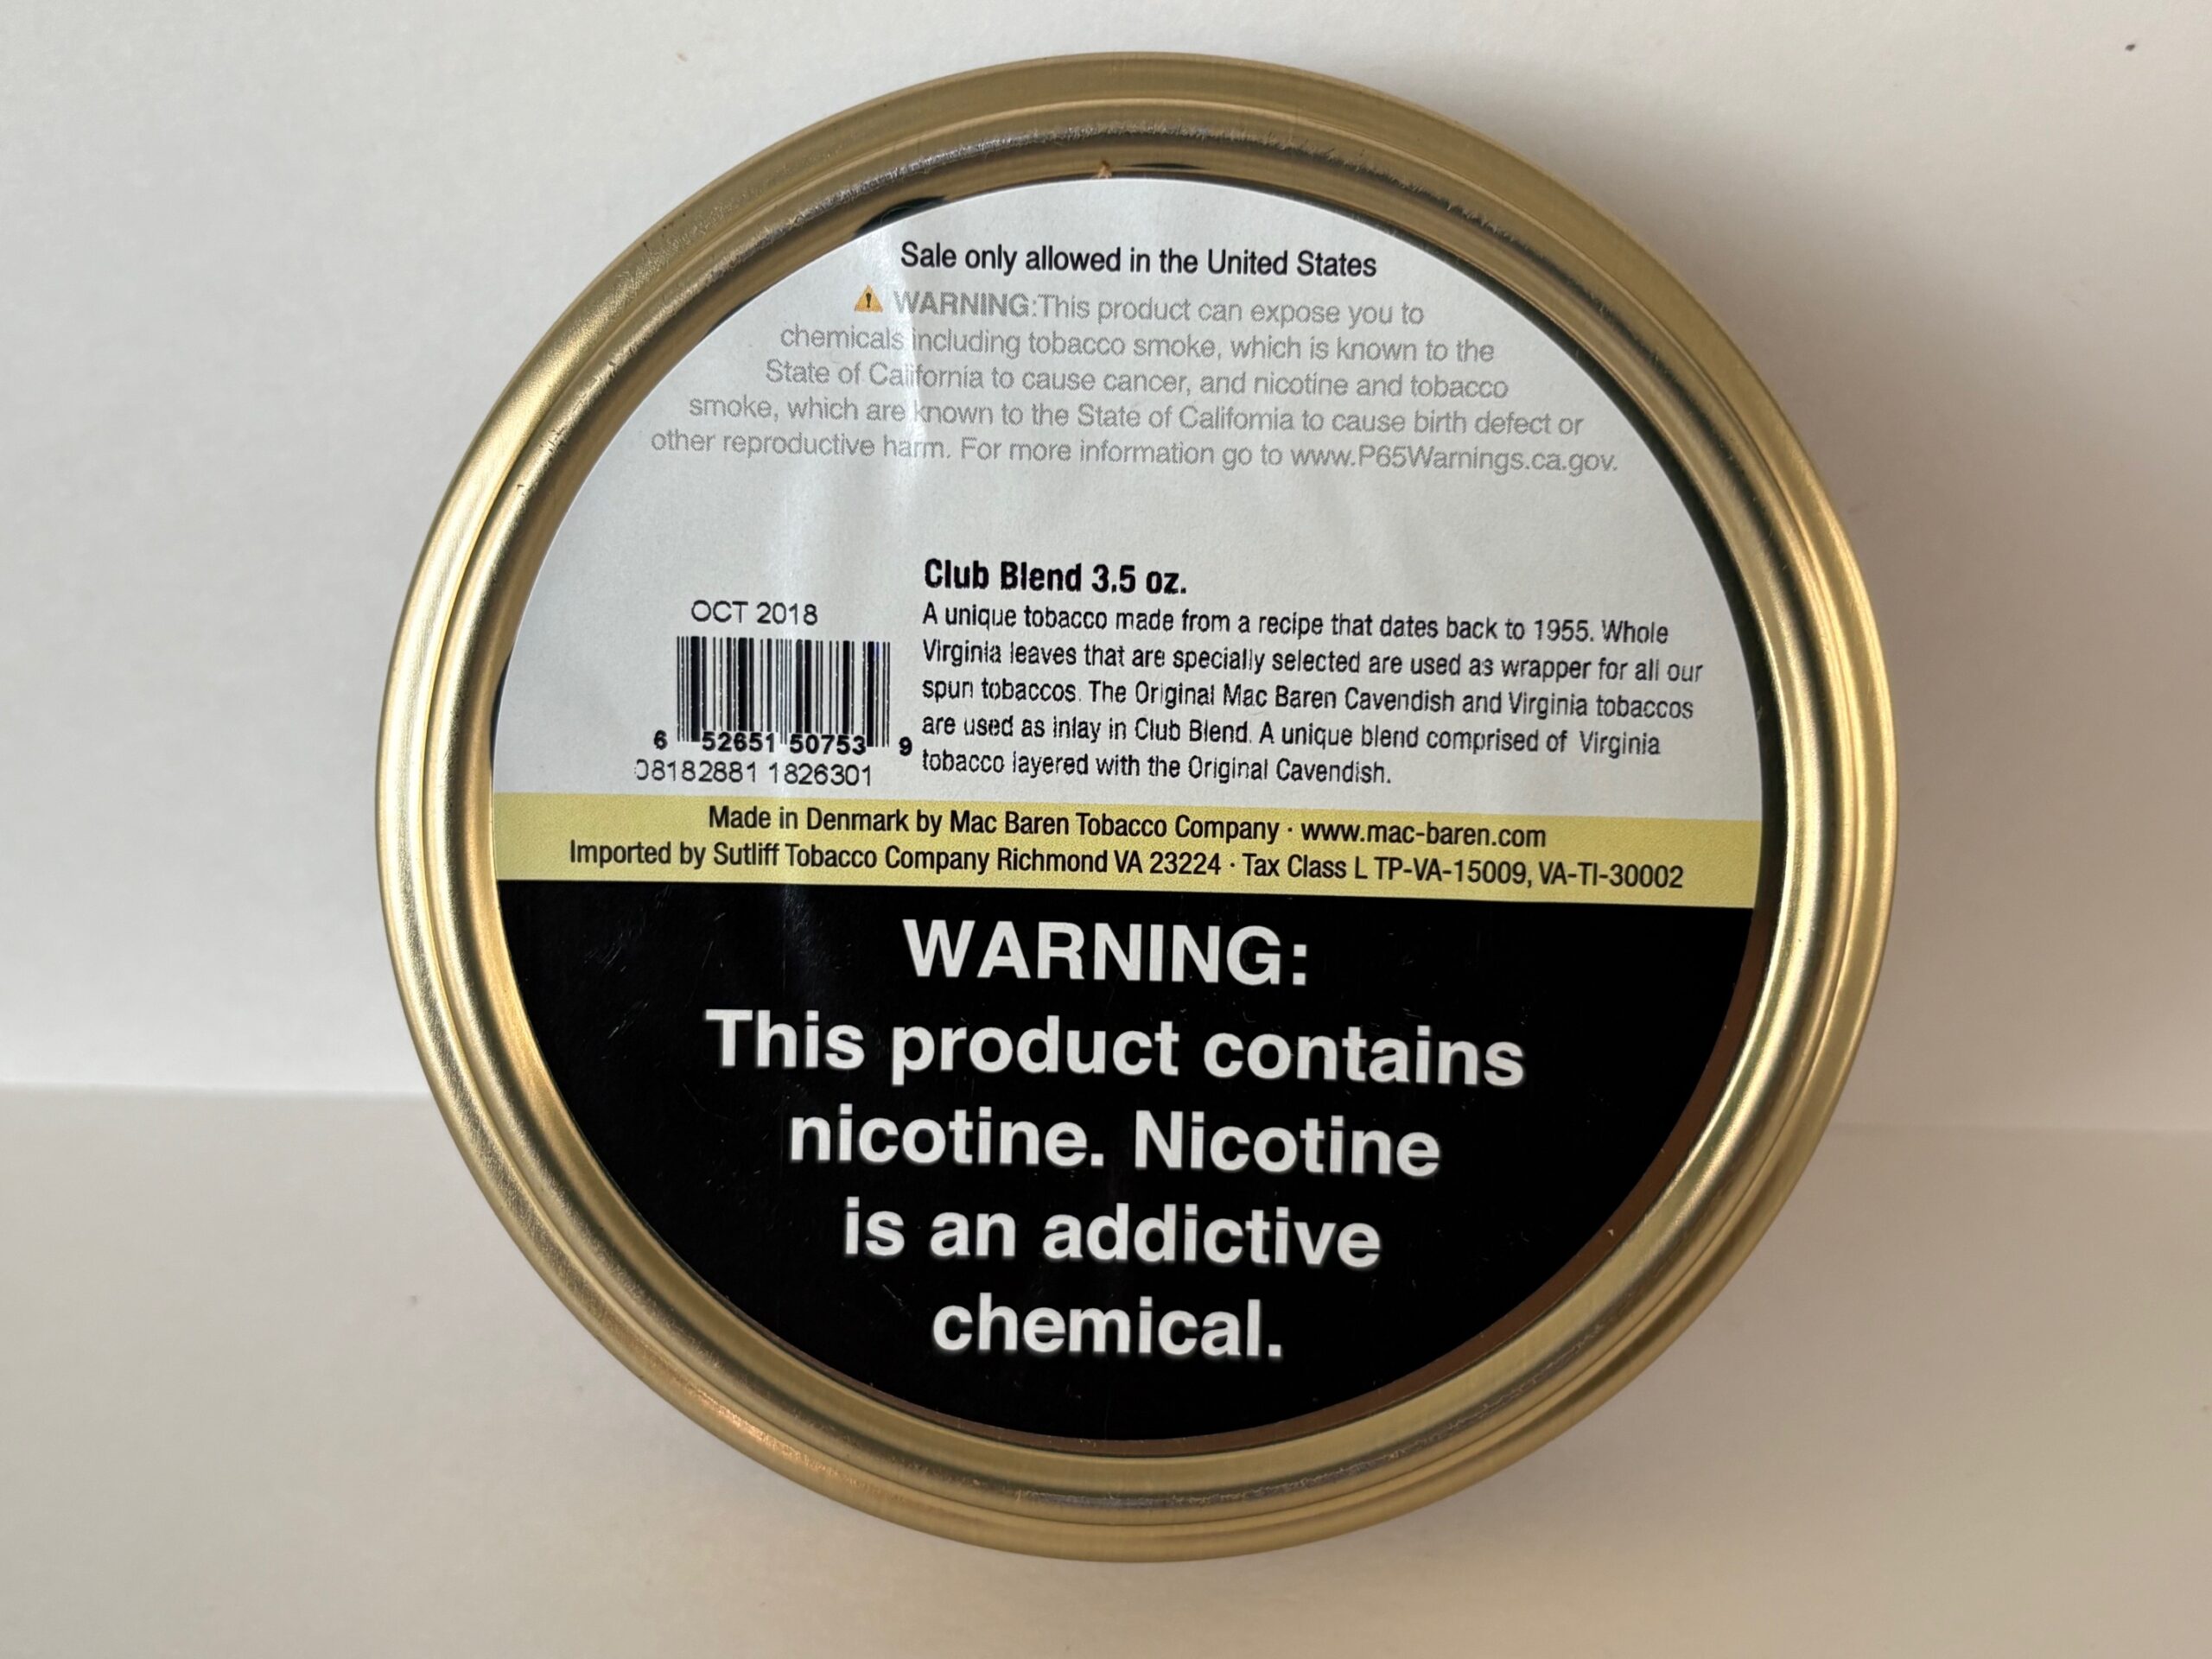 Sale only allowed in the United States
⚠ WARNING:This product can expose you to
chemicals including tobacco smoke, which is known to the
State of California to cause cancer, and nicotine and tobacco
smoke, which are known to the State of California to cause birth defect or
other reproductive harm. For more information go to www.P65Warnings.ca.gov.
Club Blend 3.5 oz.
A unique tobacco made from a recipe that dates back to 1955. Whole
Virginia leaves that are specially selected are used as wrapper for all our
spun tobaccos. The Original Mac Baren Cavendish and Virginia tobaccos
are used as inlay in Club Blend. A unique blend comprised of Virginia
tobacco layered with the Original Cavendish.
OCT 2018
6 52651 50753 9
08182881 1826301
Made in Denmark by Mac Baren Tobacco Company · www.mac-baren.com
Imported by Sutliff Tobacco Company Richmond VA 23224 · Tax Class L TP-VA-15009, VA-TI-30002
WARNING:
This product contains
nicotine. Nicotine
is an addictive
chemical.